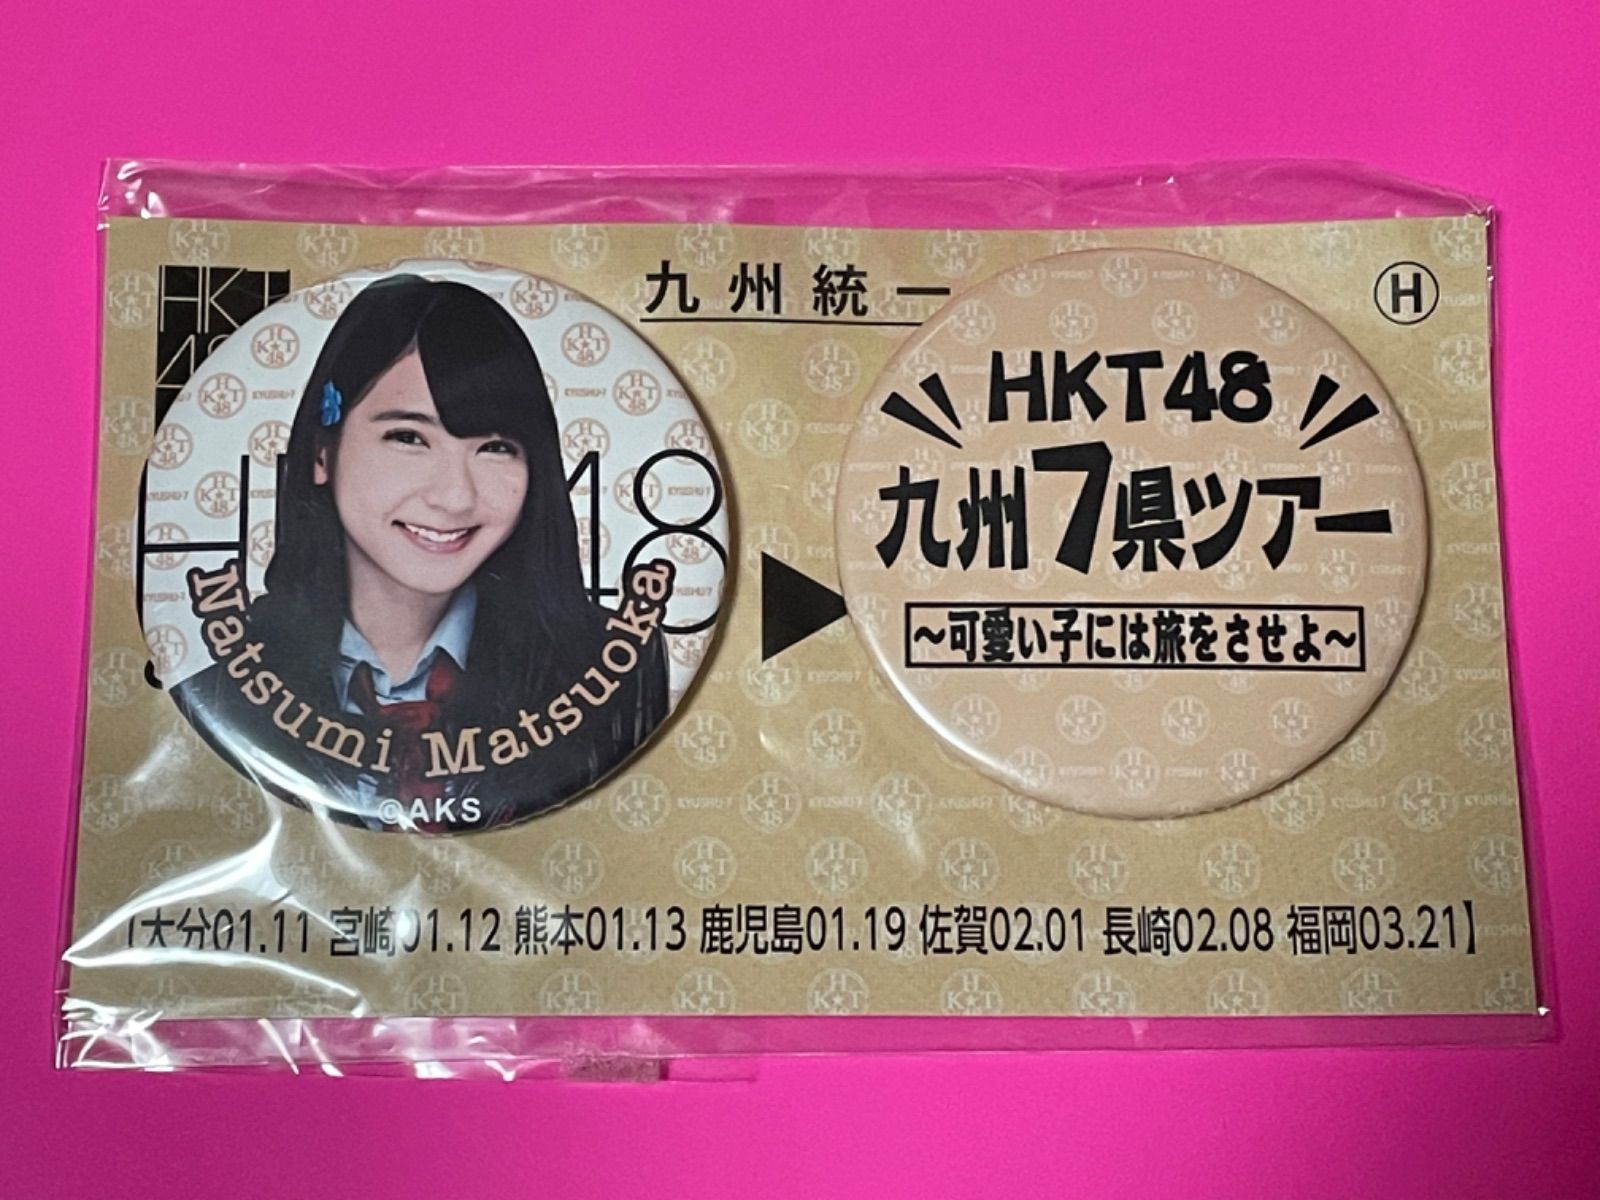 HKT
48
九州統一
H
HKT48
Natsumi Matsuoka
©AKS
HKT48
九州7県ツアー
～可愛い子には旅をさせよ～
【大分01.11 宮崎01.12 熊本01.13 鹿児島01.19 佐賀02.01 長崎02.08 福岡03.21】